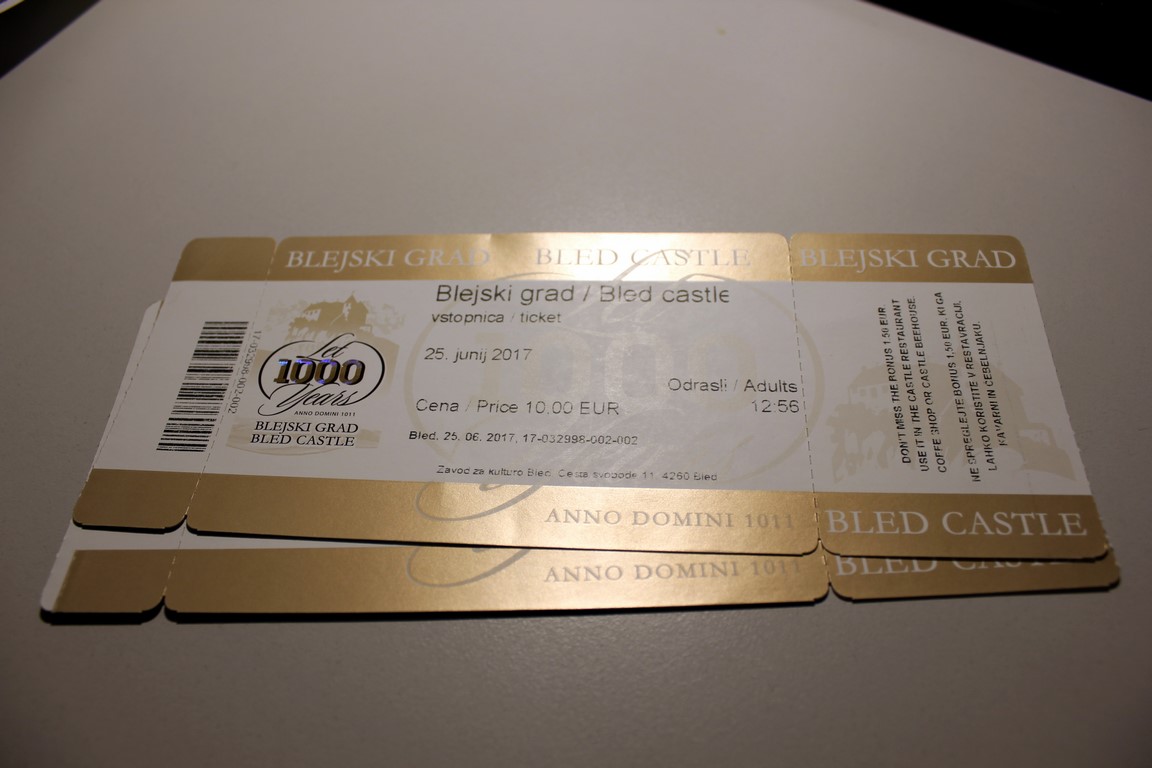 BLEJSKI GRAD BLED CASTLE BLEJSKI GRAD
Blejski grad / Bled castle
vstopnica / ticket
25. junij 2017
Odrasli / Adults
Cena / Price 10,00 EUR
12:56
Bled, 25. 06. 2017, 17-032998-002-002
Zavod za kulturo Bled, Cesta svobode 11, 4260 Bled
Let
1000
Years
ANNO DOMINI 1011
BLEJSKI GRAD
BLED CASTLE
DON'T MISS THE BONUS 1,50 EUR.
USE IT IN THE CASTLE RESTAURANT
COFFE SHOP OR CASTLE BEEHOUSE.
NE SPREGLEJTE BONUS 1,50 EUR, KI GA
LAHKO KORISTITE V RESTAVRACIJI,
KAVARNI IN ČEBELNJAKU.
ANNO DOMINI 1011 BLED CASTLE
ANNO DOMINI 1011 BLED CASTLE